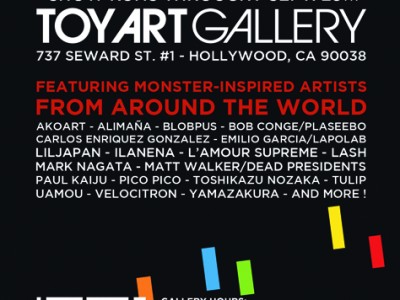 TOYART GALLERY
737 SEWARD ST. #1 - HOLLYWOOD, CA 90038
FEATURING MONSTER-INSPIRED ARTISTS
FROM AROUND THE WORLD
AKOART - ALIMAÑA - BLOBPUS - BOB CONGE/PLASEEBO
CARLOS ENRIQUEZ GONZALEZ - EMILIO GARCIA/LAPOLAB
LILJAPAN - ILANENA - L'AMOUR SUPREME - LASH
MARK NAGATA - MATT WALKER/DEAD PRESIDENTS
PAUL KAIJU - PICO PICO - TOSHIKAZU NOZAKA - TULIP
UAMOU - VELOCITRON - YAMAZAKURA - AND MORE !
GALLERY HOURS: